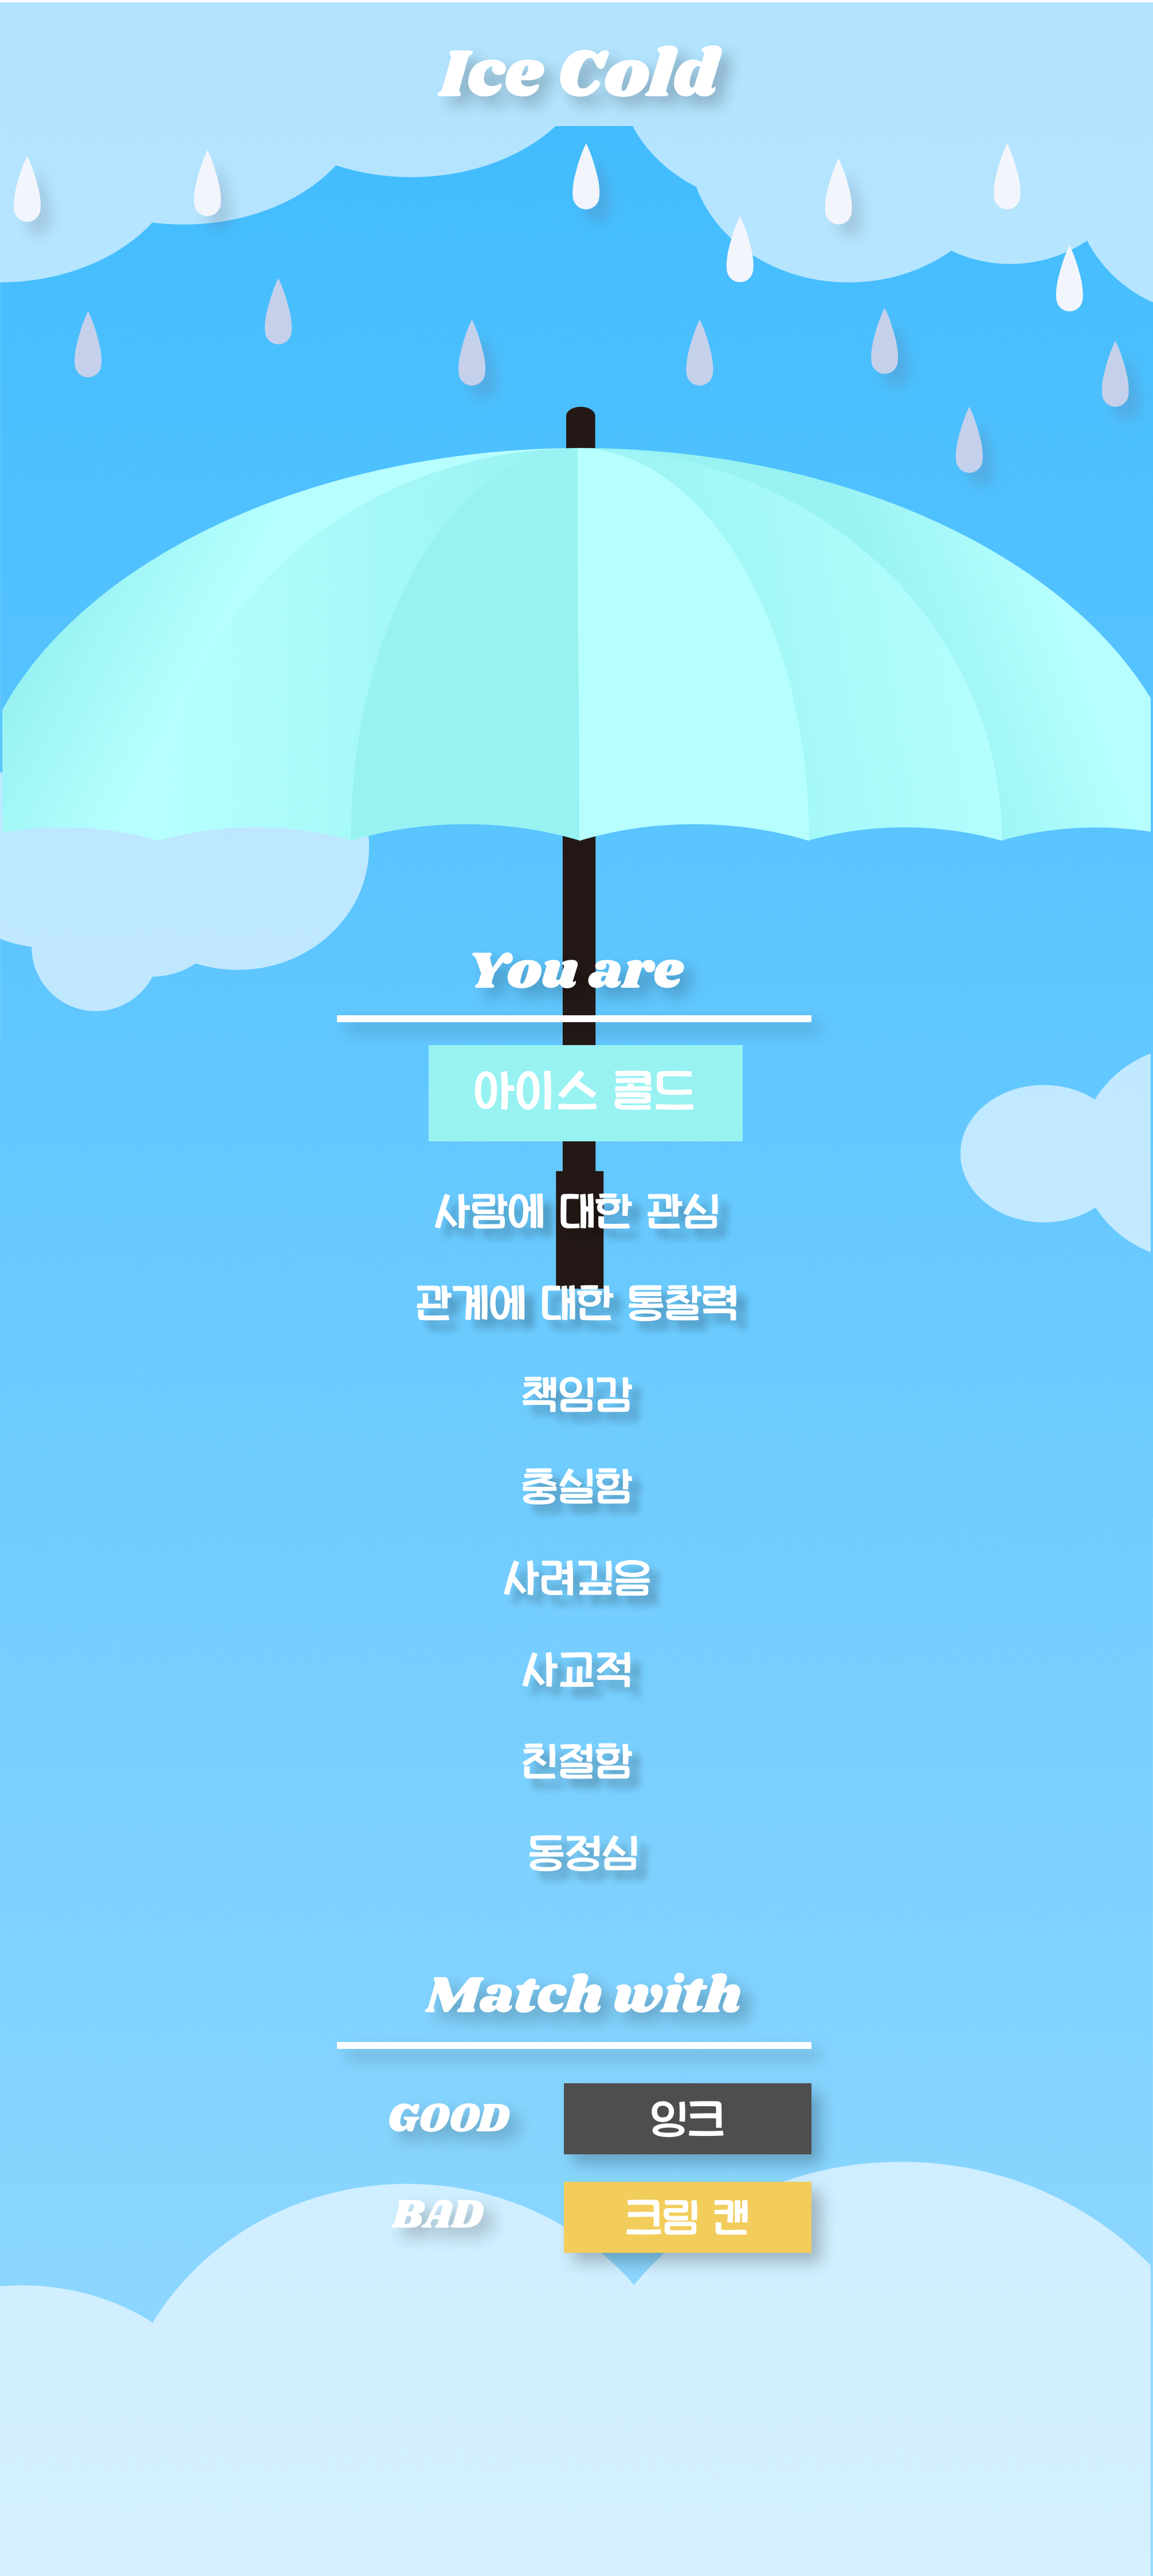 Ice Cold
You are
아이스 콜드
사람에 대한 관심
관계에 대한 통찰력
책임감
충실함
사려깊음
사교적
친절함
동정심
Match with
GOOD 잉크
BAD 크림 캔